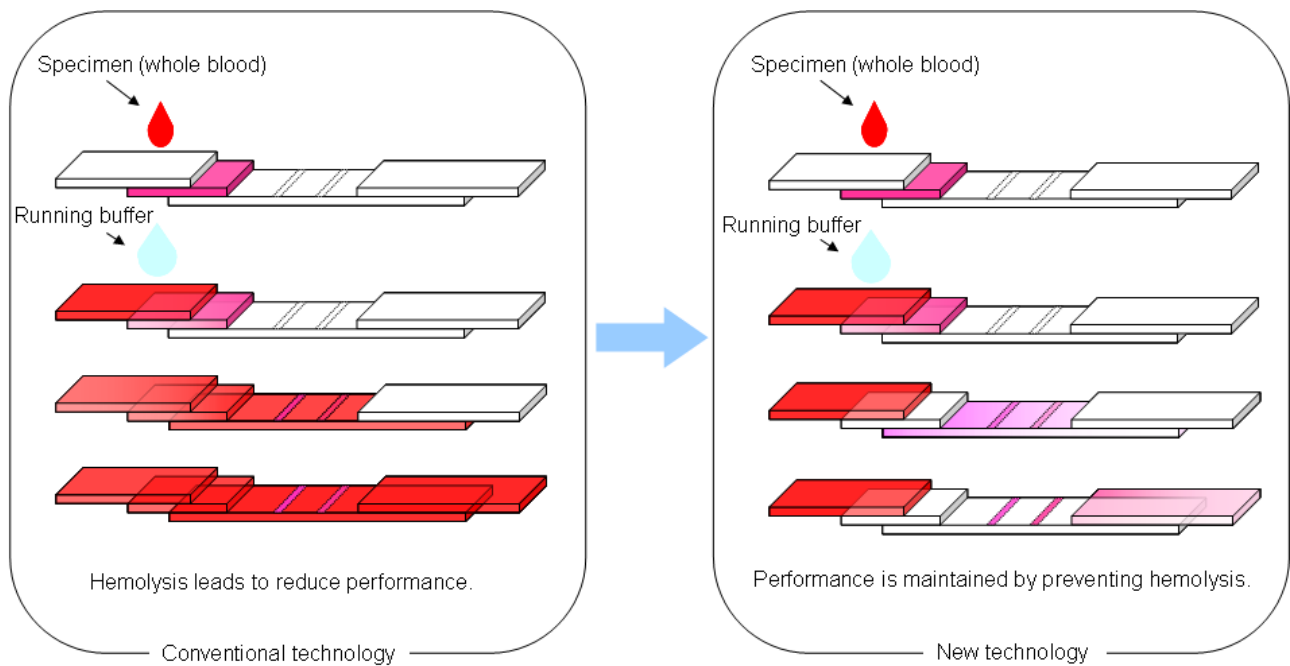 Specimen (whole blood)
Running buffer
Hemolysis leads to reduce performance.
Conventional technology
Specimen (whole blood)
Running buffer
Performance is maintained by preventing hemolysis.
New technology